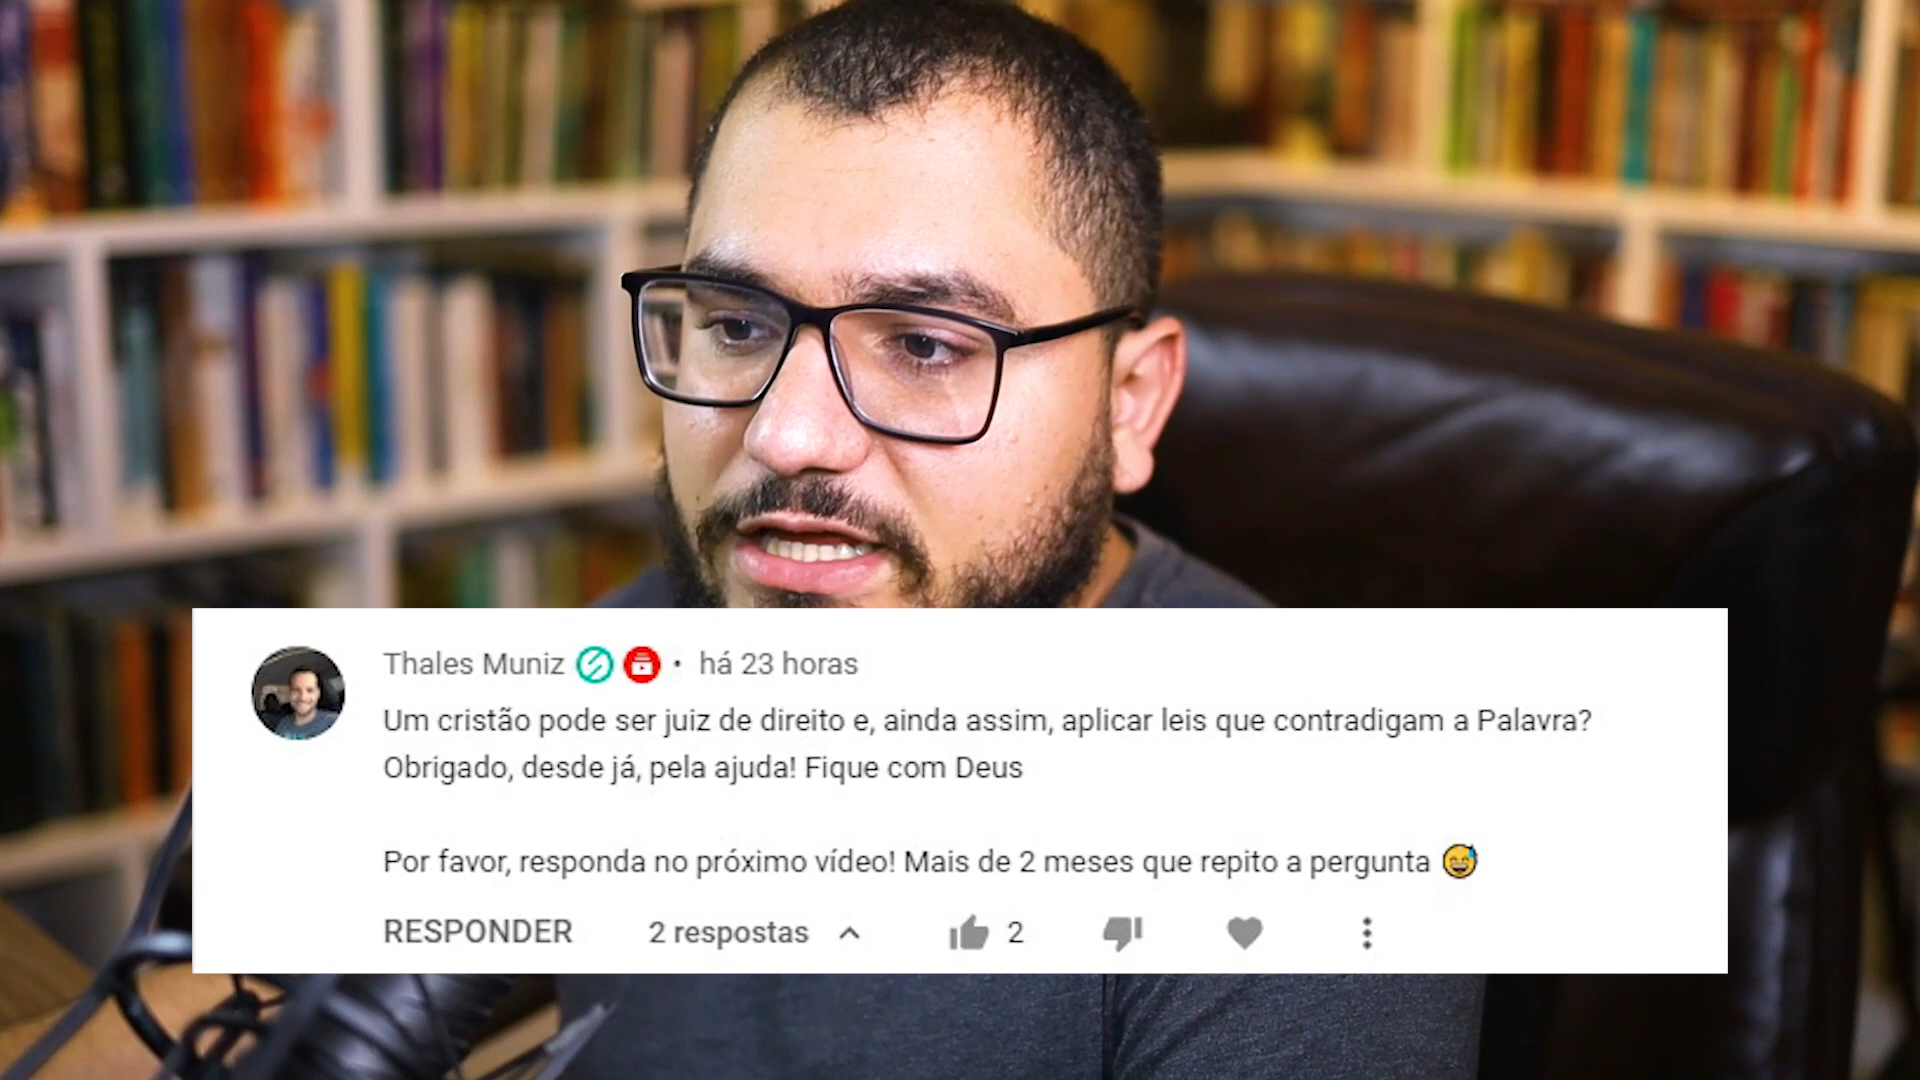 Thales Muniz • há 23 horas
Um cristão pode ser juiz de direito e, ainda assim, aplicar leis que contradigam a Palavra?
Obrigado, desde já, pela ajuda! Fique com Deus
Por favor, responda no próximo vídeo! Mais de 2 meses que repito a pergunta 😅
RESPONDER 2 respostas 2